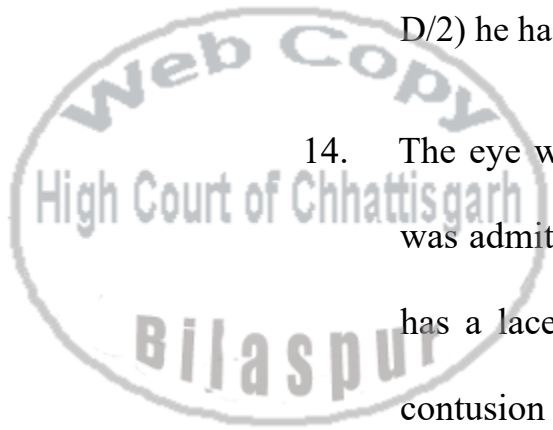 D/2) he ha
Web Copy
14. The eye w
High Court of Chhattisgarh
was admit
has a lace
Bilaspur
contusion